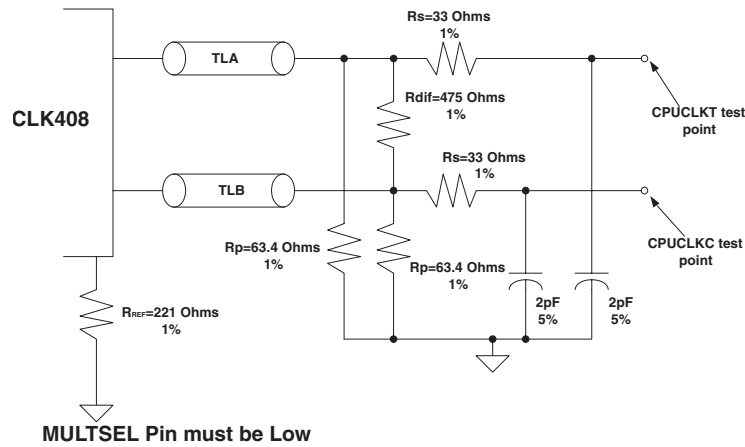 Rs=33 Ohms
1%
TLA
Rdif=475 Ohms
1%
CPUCLKT test
point
CLK408
Rs=33 Ohms
1%
TLB
CPUCLKC test
point
Rp=63.4 Ohms
1%
Rp=63.4 Ohms
1%
2pF
5%
2pF
5%
RREF=221 Ohms
1%
MULTSEL Pin must be Low